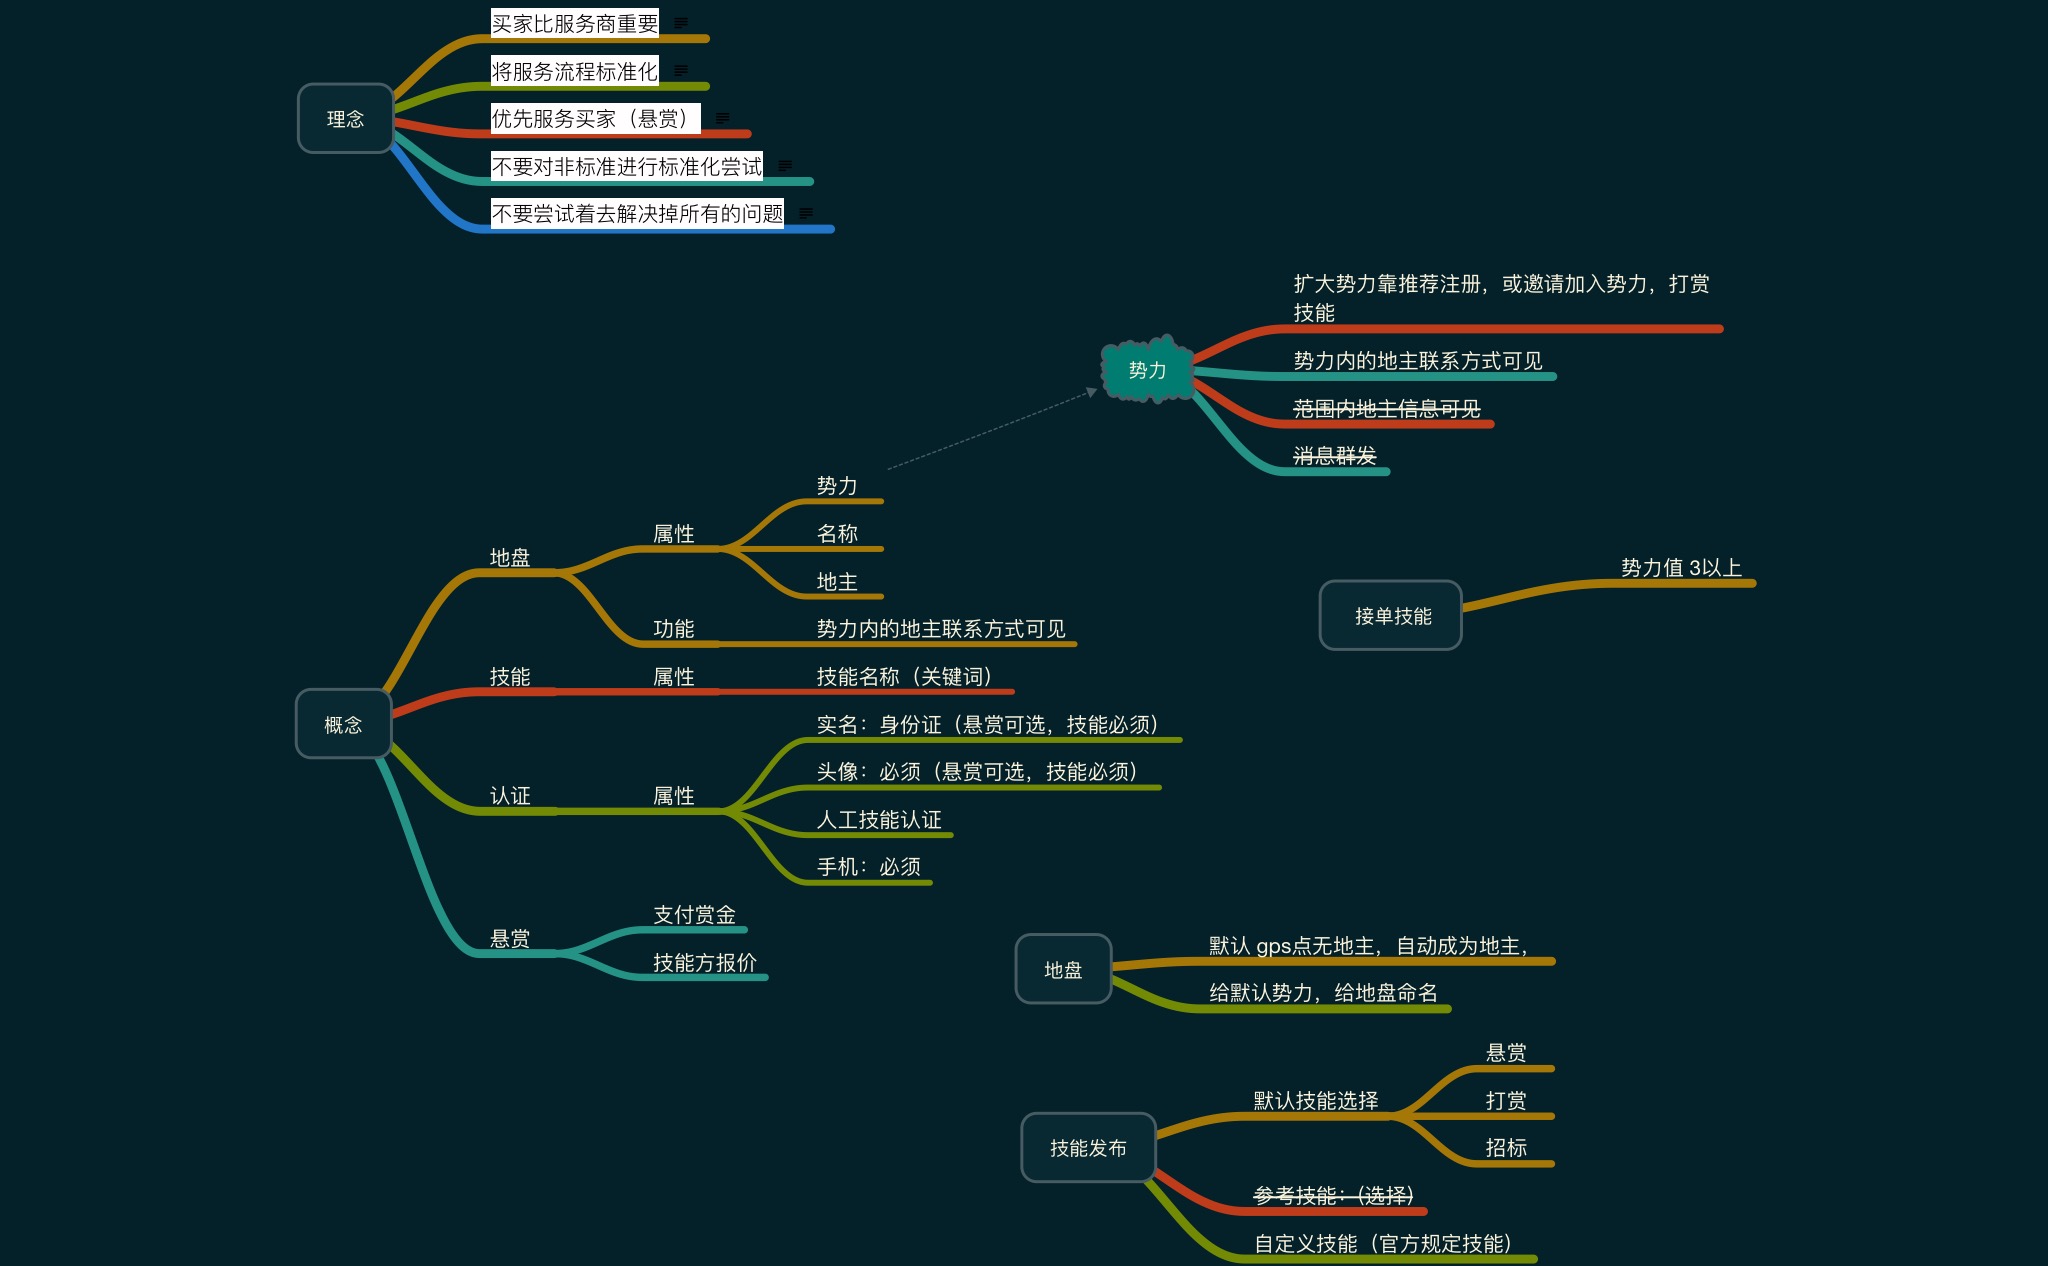 理念
买家比服务商重要
将服务流程标准化
优先服务买家（悬赏）
不要对非标准进行标准化尝试
不要尝试着去解决掉所有的问题
势力
扩大势力靠推荐注册，或邀请加入势力，打赏
技能
势力内的地主联系方式可见
范围内地主信息可见
消息群发
概念
地盘
属性
势力
名称
地主
功能
势力内的地主联系方式可见
技能
属性
技能名称（关键词）
认证
属性
实名：身份证（悬赏可选，技能必须）
头像：必须（悬赏可选，技能必须）
人工技能认证
手机：必须
悬赏
支付赏金
技能方报价
接单技能
势力值 3以上
地盘
默认 gps点无地主，自动成为地主，
给默认势力，给地盘命名
技能发布
默认技能选择
悬赏
打赏
招标
参考技能：（选择）
自定义技能（官方规定技能）